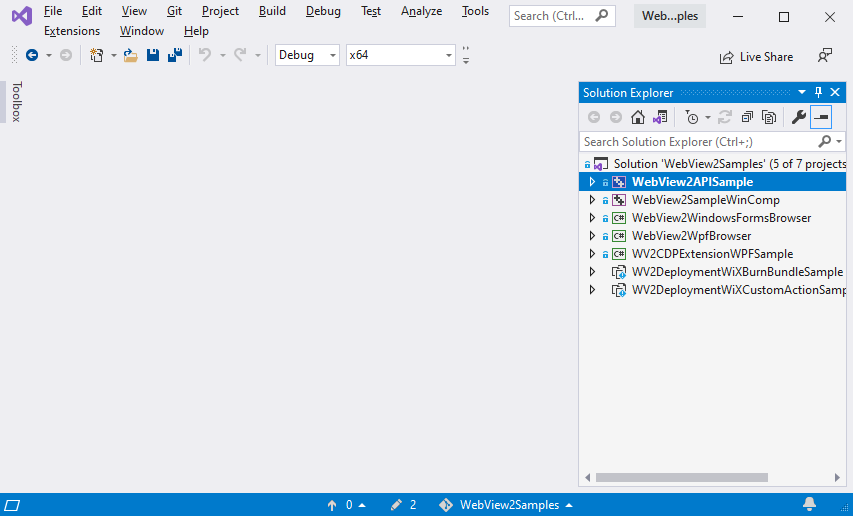 File Edit View Git Project Build Debug Test Analyze Tools Search (Ctrl... Web...ples
Extensions Window Help
Debug x64 Live Share
Toolbox
Solution Explorer
Search Solution Explorer (Ctrl+;)
Solution 'WebView2Samples' (5 of 7 projects
WebView2APISample
WebView2SampleWinComp
WebView2WindowsFormsBrowser
WebView2WpfBrowser
WV2CDPExtensionWPFSample
WV2DeploymentWiXBurnBundleSample
WV2DeploymentWiXCustomActionSamp
0 2 WebView2Samples